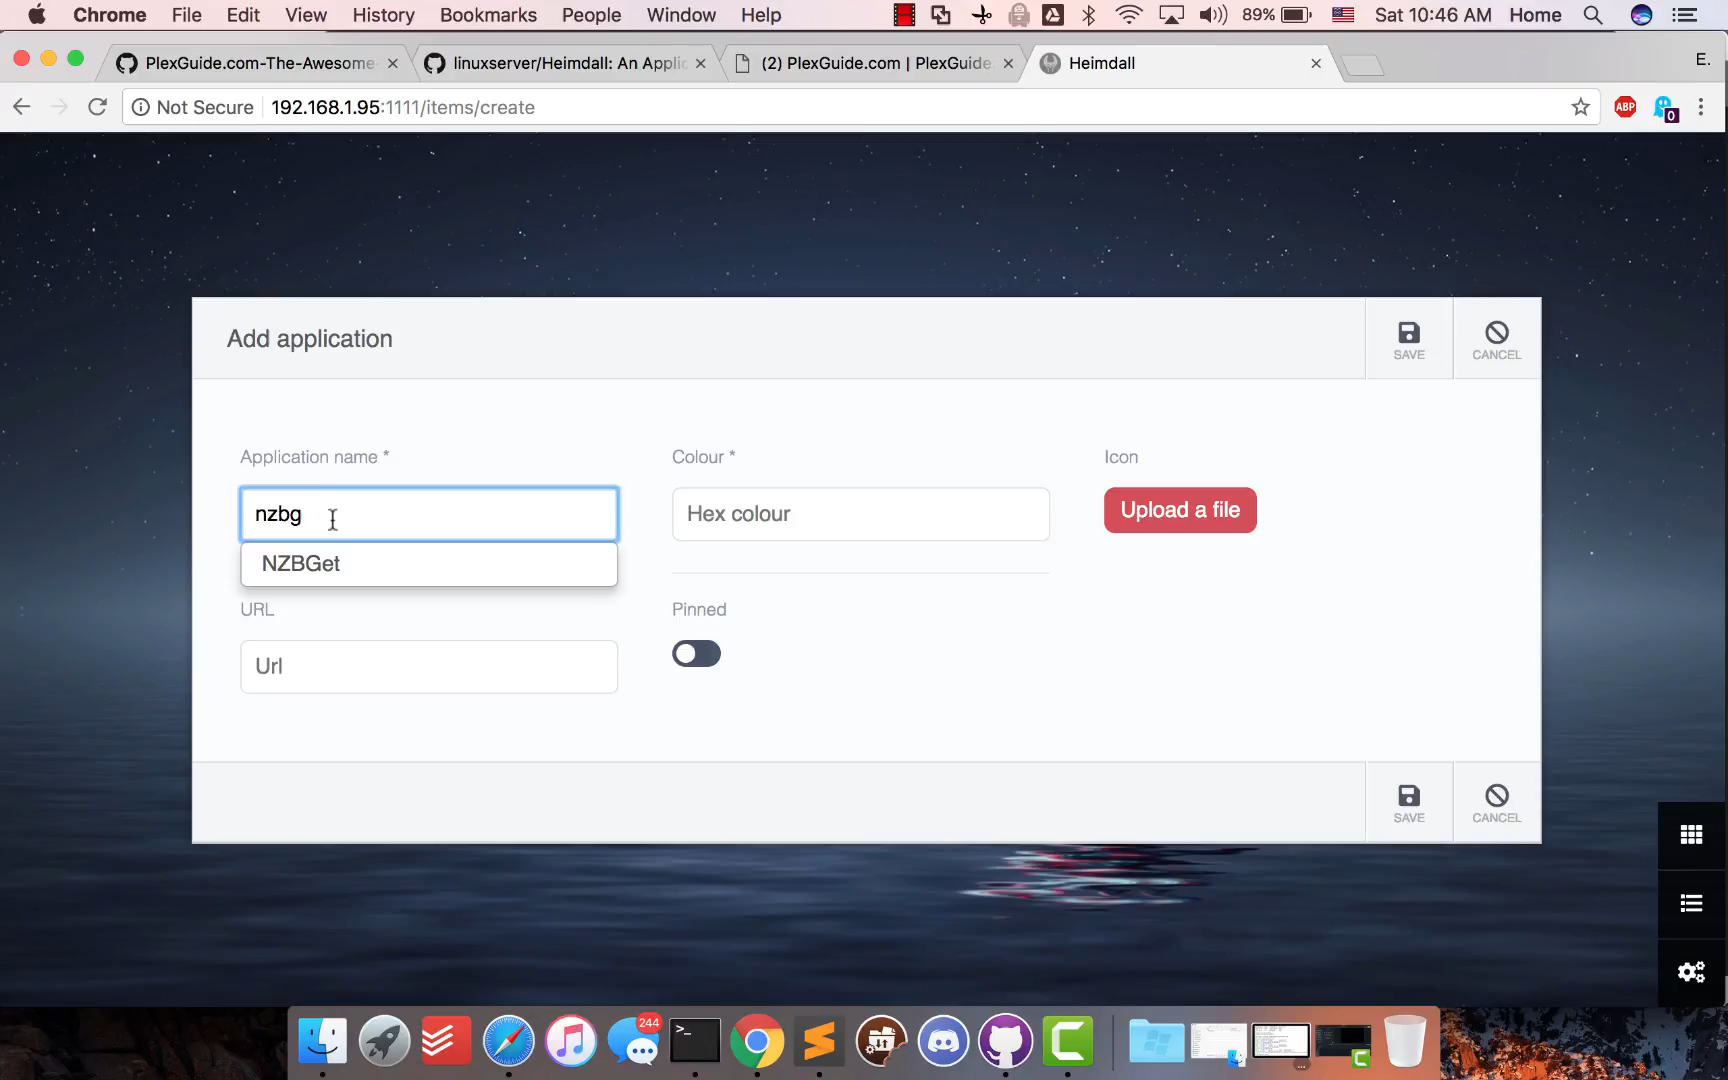 Chrome File Edit View History Bookmarks People Window Help 89% Sat 10:46 AM Home
PlexGuide.com-The-Awesome- linuxserver/Heimdall: An Applic (2) PlexGuide.com | PlexGuide. Heimdall E.
Not Secure 192.168.1.95:1111/items/create ABP 0
Add application SAVE CANCEL
Application name * Colour * Icon
nzbg Hex colour Upload a file
NZBGet
URL Pinned
Url
SAVE CANCEL
244
>_